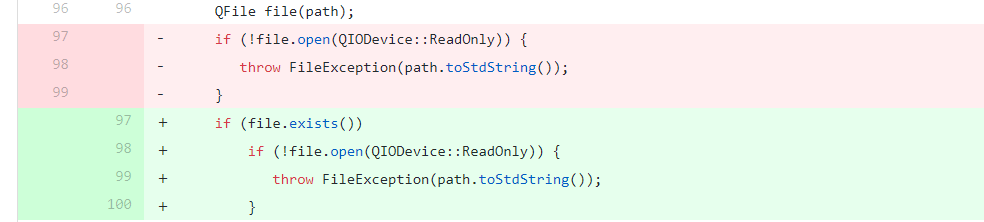 96 96 QFile file(path);
97 - if (!file.open(QIODevice::ReadOnly)) {
98 - throw FileException(path.toStdString());
99 - }
97 + if (file.exists())
98 + if (!file.open(QIODevice::ReadOnly)) {
99 + throw FileException(path.toStdString());
100 + }